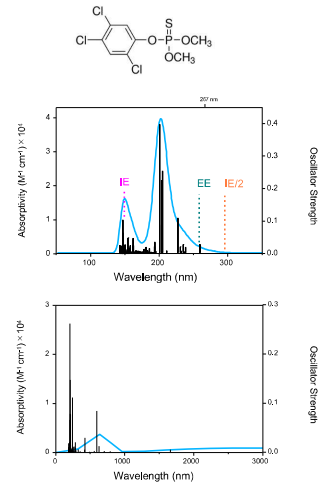 Cl
S
Cl
O-P-OCH₃
OCH₃
Cl
267 nm
Absorptivity (M⁻¹ cm⁻¹) × 10⁴
4
3
2
1
0
IE
EE
IE/2
0.4
0.3
0.2
0.1
0.0
Oscillator Strength
100
200
300
Wavelength (nm)
Absorptivity (M⁻¹ cm⁻¹) × 10⁴
3
2
1
0
0.3
0.2
0.1
0.0
Oscillator Strength
0
1000
2000
3000
Wavelength (nm)